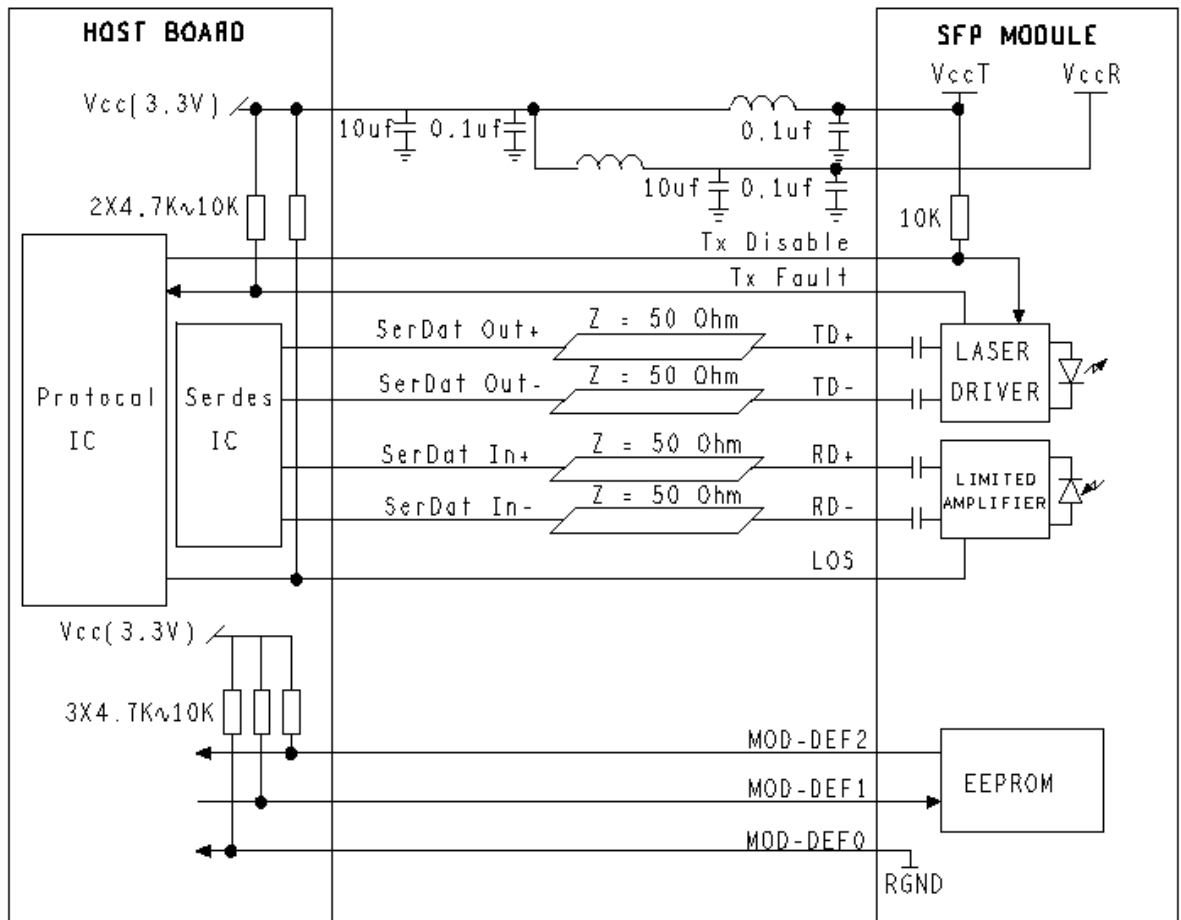 HOST BOARD
SFP MODULE
VccT
VccR
Vcc(3.3V)
10uf
0.1uf
0.1uf
10uf
0.1uf
2X4.7K~10K
10K
Tx Disable
Tx Fault
SerDat Out+
Z = 50 Ohm
TD+
LASER
DRIVER
SerDat Out-
Z = 50 Ohm
TD-
Protocal
IC
Serdes
IC
SerDat In+
Z = 50 Ohm
RD+
LIMITED
AMPLIFIER
SerDat In-
Z = 50 Ohm
RD-
LOS
Vcc(3.3V)
3X4.7K~10K
MOD-DEF2
MOD-DEF1
EEPROM
MOD-DEF0
RGND